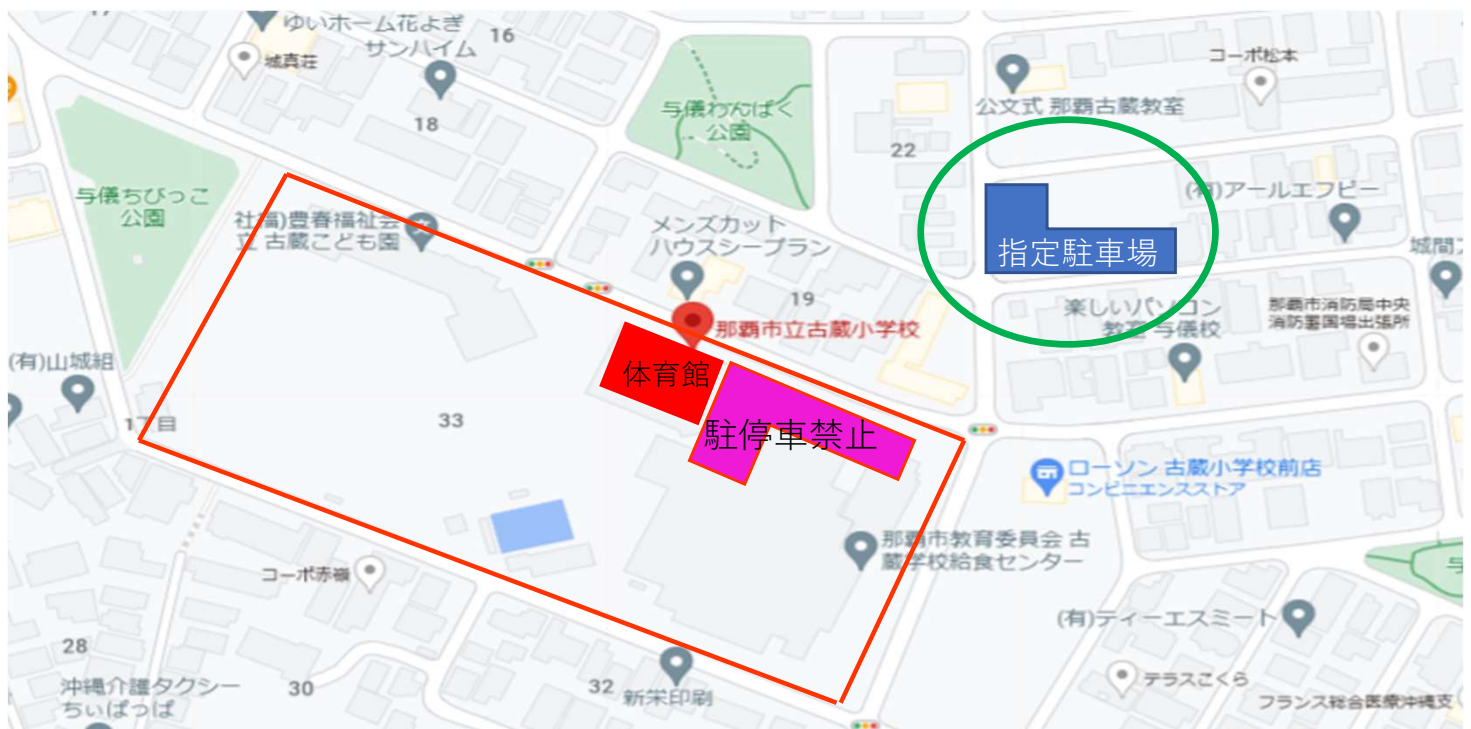 ゆいホーム花よぎ
サンハイム
16
城真荘
18
与儀わんぱく
公園
22
コーポ松本
公文式 那覇古蔵教室
与儀ちびっこ
公園
社福)豊春福祉会
立 古蔵こども園
メンズカット
ハウスシープラン
19
(有)アールエフピー
指定駐車場
城間
楽しいパソコン
教室 与儀校
那覇市消防局中央
消防署国場出張所
那覇市立古蔵小学校
体育館
駐停車禁止
(有)山城組
1丁目
33
ローソン 古蔵小学校前店
コンビニエンスストア
那覇市教育委員会 古
蔵学校給食センター
与
コーポ赤嶺
(有)ティーエスミート
28
30
32
新栄印刷
沖縄介護タクシー
ちぃぱっぱ
テラスこくら
フランス総合医療沖縄支